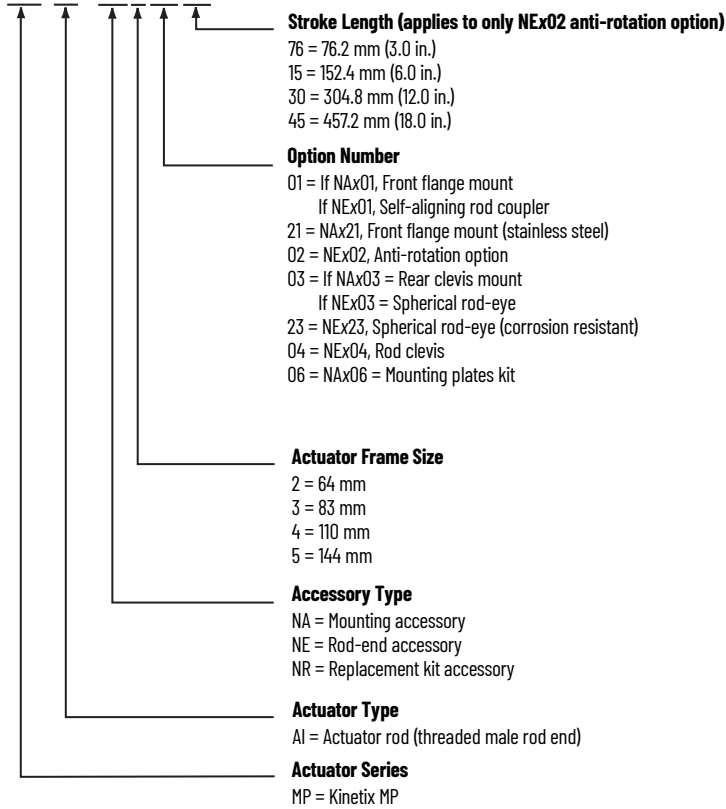 Stroke Length (applies to only NEx02 anti-rotation option)
76 = 76.2 mm (3.0 in.)
15 = 152.4 mm (6.0 in.)
30 = 304.8 mm (12.0 in.)
45 = 457.2 mm (18.0 in.)
Option Number
01 = If NAx01, Front flange mount
If NEx01, Self-aligning rod coupler
21 = NAx21, Front flange mount (stainless steel)
02 = NEx02, Anti-rotation option
03 = If NAx03 = Rear clevis mount
If NEx03 = Spherical rod-eye
23 = NEx23, Spherical rod-eye (corrosion resistant)
04 = NEx04, Rod clevis
06 = NAx06 = Mounting plates kit
Actuator Frame Size
2 = 64 mm
3 = 83 mm
4 = 110 mm
5 = 144 mm
Accessory Type
NA = Mounting accessory
NE = Rod-end accessory
NR = Replacement kit accessory
Actuator Type
AI = Actuator rod (threaded male rod end)
Actuator Series
MP = Kinetix MP